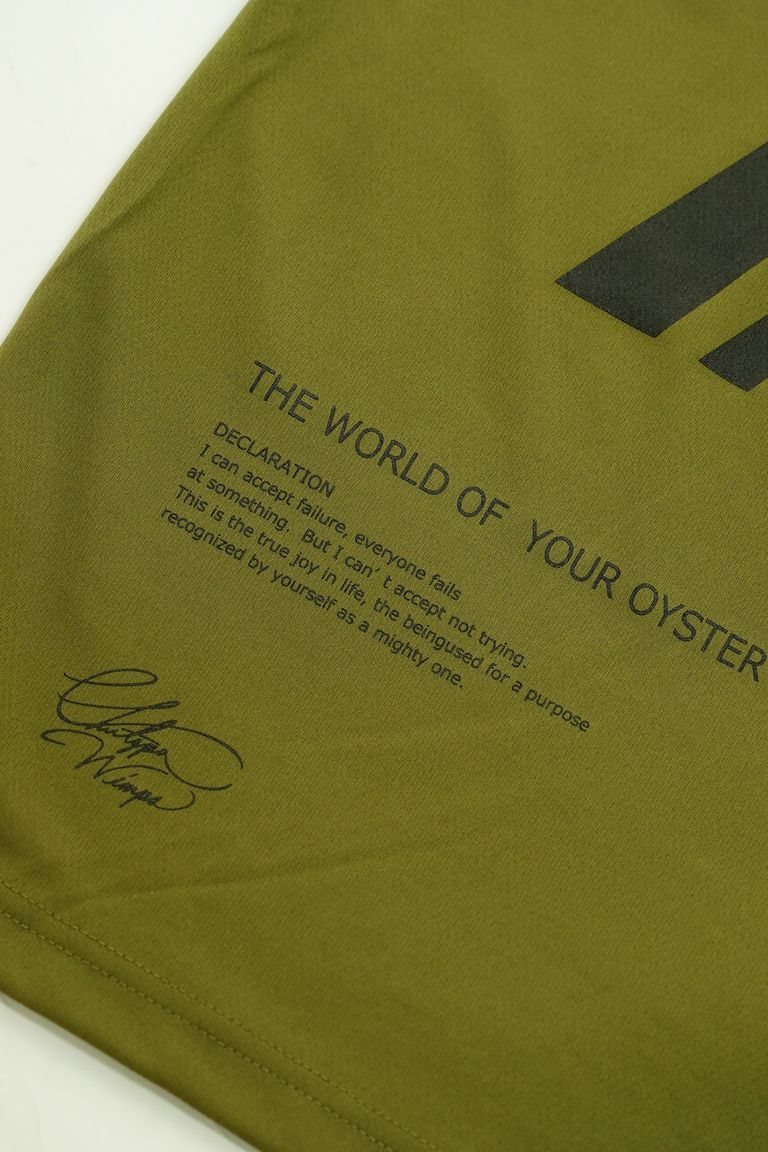 THE WORLD OF YOUR OYSTER
DECLARATION
I can accept failure, everyone fails
at something. But I can't accept not trying.
This is the true joy in life, the beingused for a purpose
recognized by yourself as a mighty one.
Wimpa